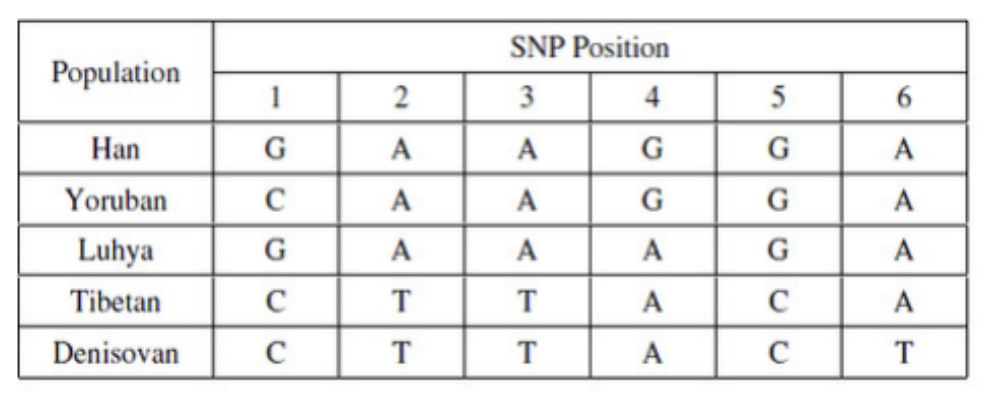 Population SNP Position
1 2 3 4 5 6
Han G A A G G A
Yoruban C A A G G A
Luhya G A A A G A
Tibetan C T T A C A
Denisovan C T T A C T